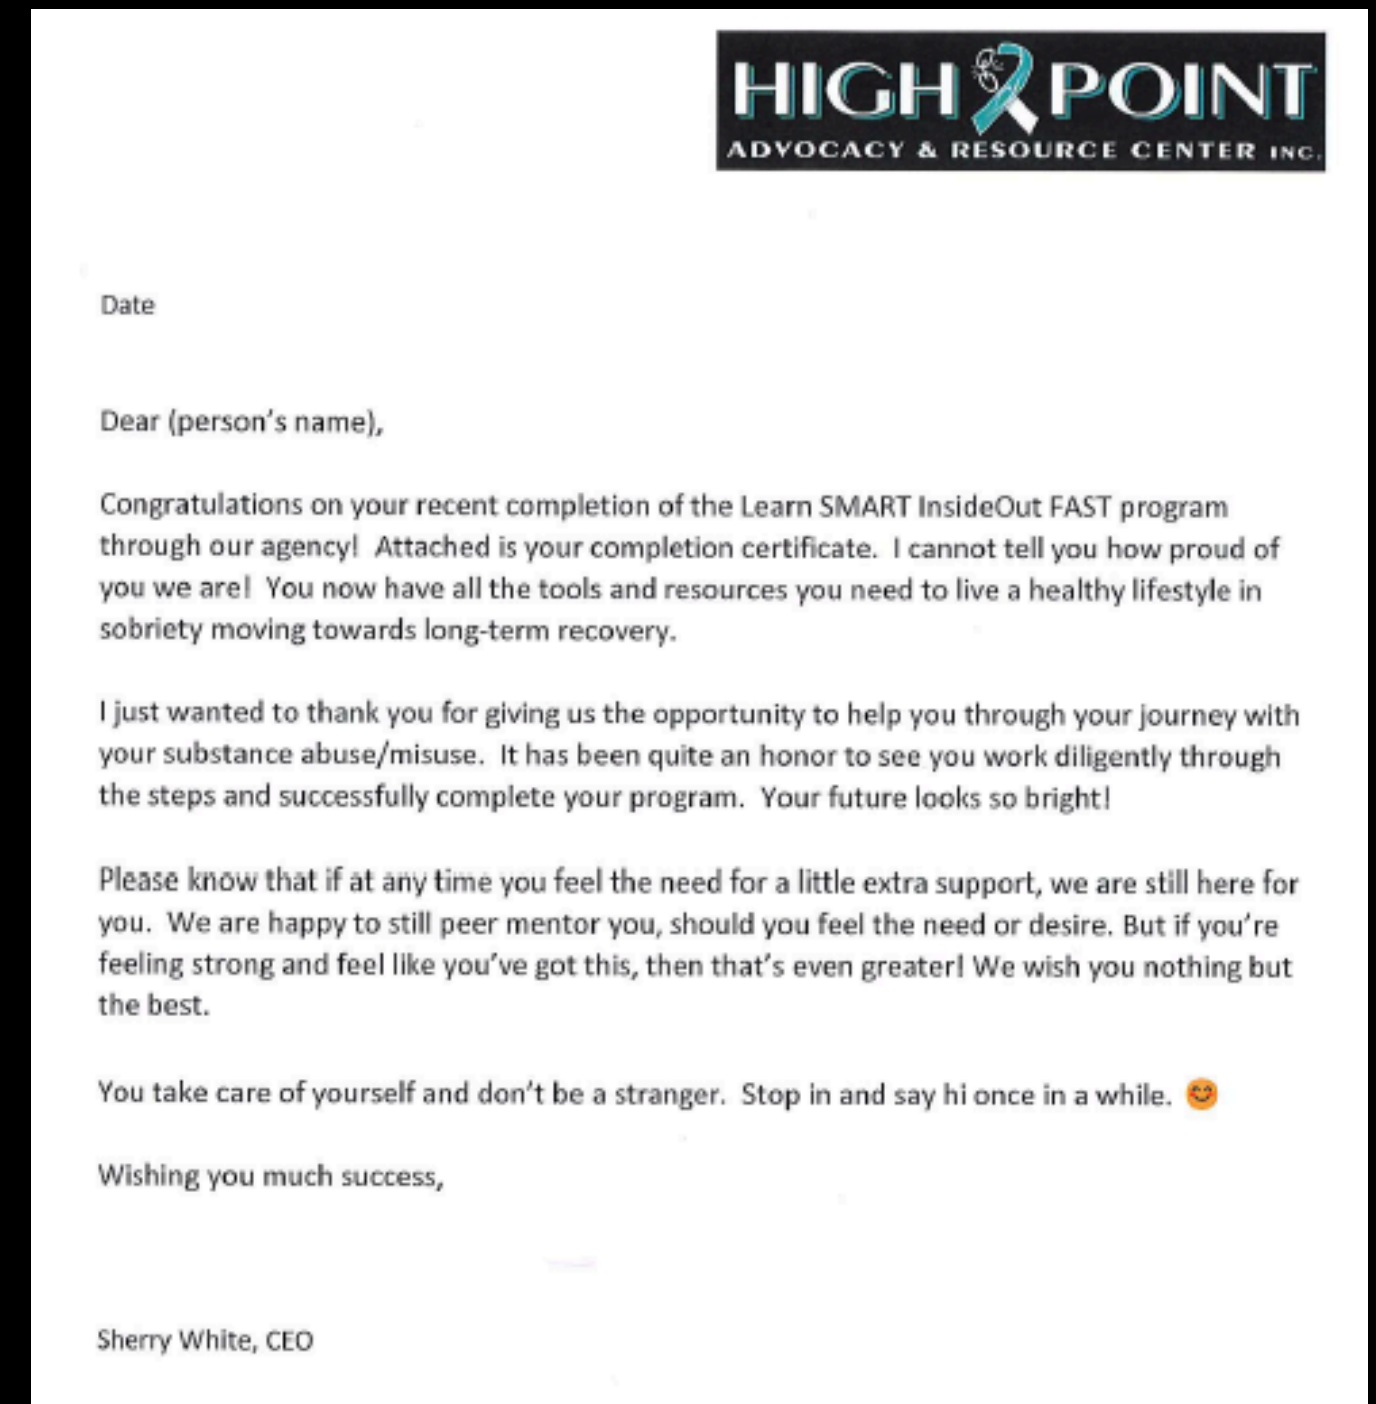 HIGH POINT
ADVOCACY & RESOURCE CENTER INC.
Date
Dear (person's name),
Congratulations on your recent completion of the Learn SMART InsideOut FAST program
through our agency!  Attached is your completion certificate.  I cannot tell you how proud of
you we are!  You now have all the tools and resources you need to live a healthy lifestyle in
sobriety moving towards long-term recovery.
I just wanted to thank you for giving us the opportunity to help you through your journey with
your substance abuse/misuse.  It has been quite an honor to see you work diligently through
the steps and successfully complete your program.  Your future looks so bright!
Please know that if at any time you feel the need for a little extra support, we are still here for
you.  We are happy to still peer mentor you, should you feel the need or desire. But if you're
feeling strong and feel like you've got this, then that's even greater! We wish you nothing but
the best.
You take care of yourself and don't be a stranger.  Stop in and say hi once in a while. 😊
Wishing you much success,
Sherry White, CEO